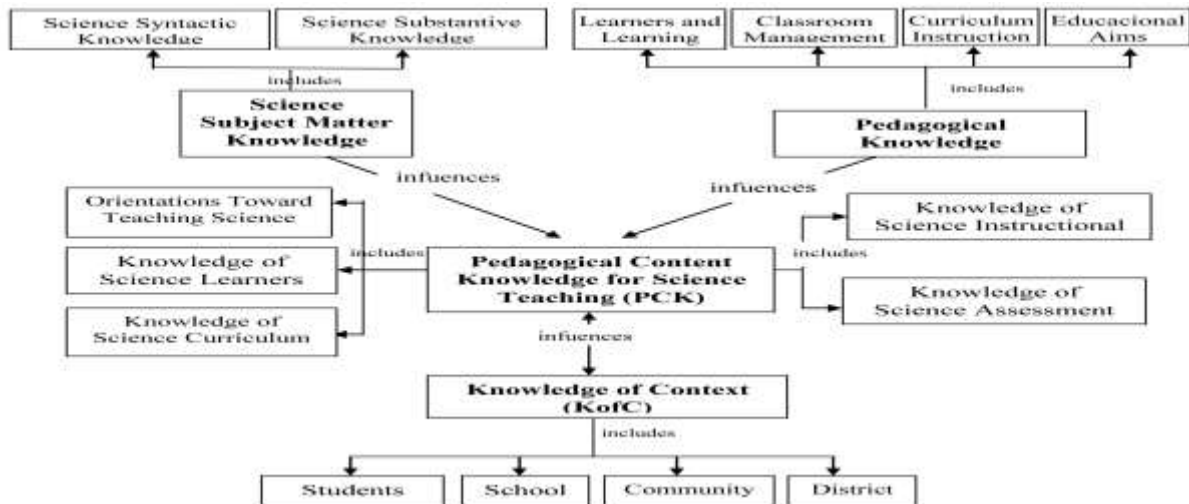 Science Syntactic
Knowledge
Science Substantive
Knowledge
Learners and
Learning
Classroom
Management
Curriculum
Instruction
Educacional
Aims
includes
includes
Science
Subject Matter
Knowledge
Pedagogical
Knowledge
infuences
infuences
Orientations Toward
Teaching Science
Knowledge of
Science Learners
Knowledge of
Science Curriculum
includes
Pedagogical Content
Knowledge for Science
Teaching (PCK)
includes
Knowledge of
Science Instructional
Knowledge of
Science Assessment
infuences
Knowledge of Context
(KofC)
includes
Students
School
Community
District